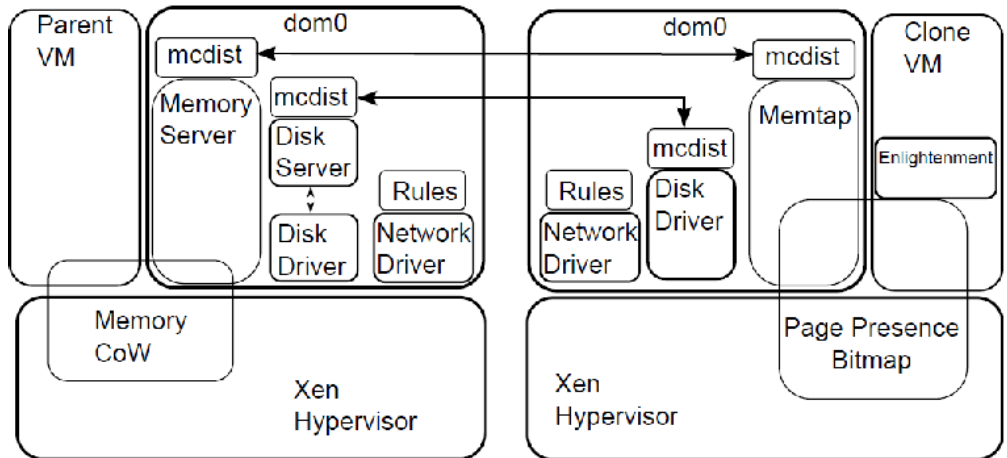 Parent
VM
dom0
mcdist
Memory
Server
mcdist
Disk
Server
Disk
Driver
Rules
Network
Driver
Memory
CoW
Xen
Hypervisor
dom0
mcdist
Memtap
mcdist
Disk
Driver
Rules
Network
Driver
Clone
VM
Enlightenment
Page Presence
Bitmap
Xen
Hypervisor